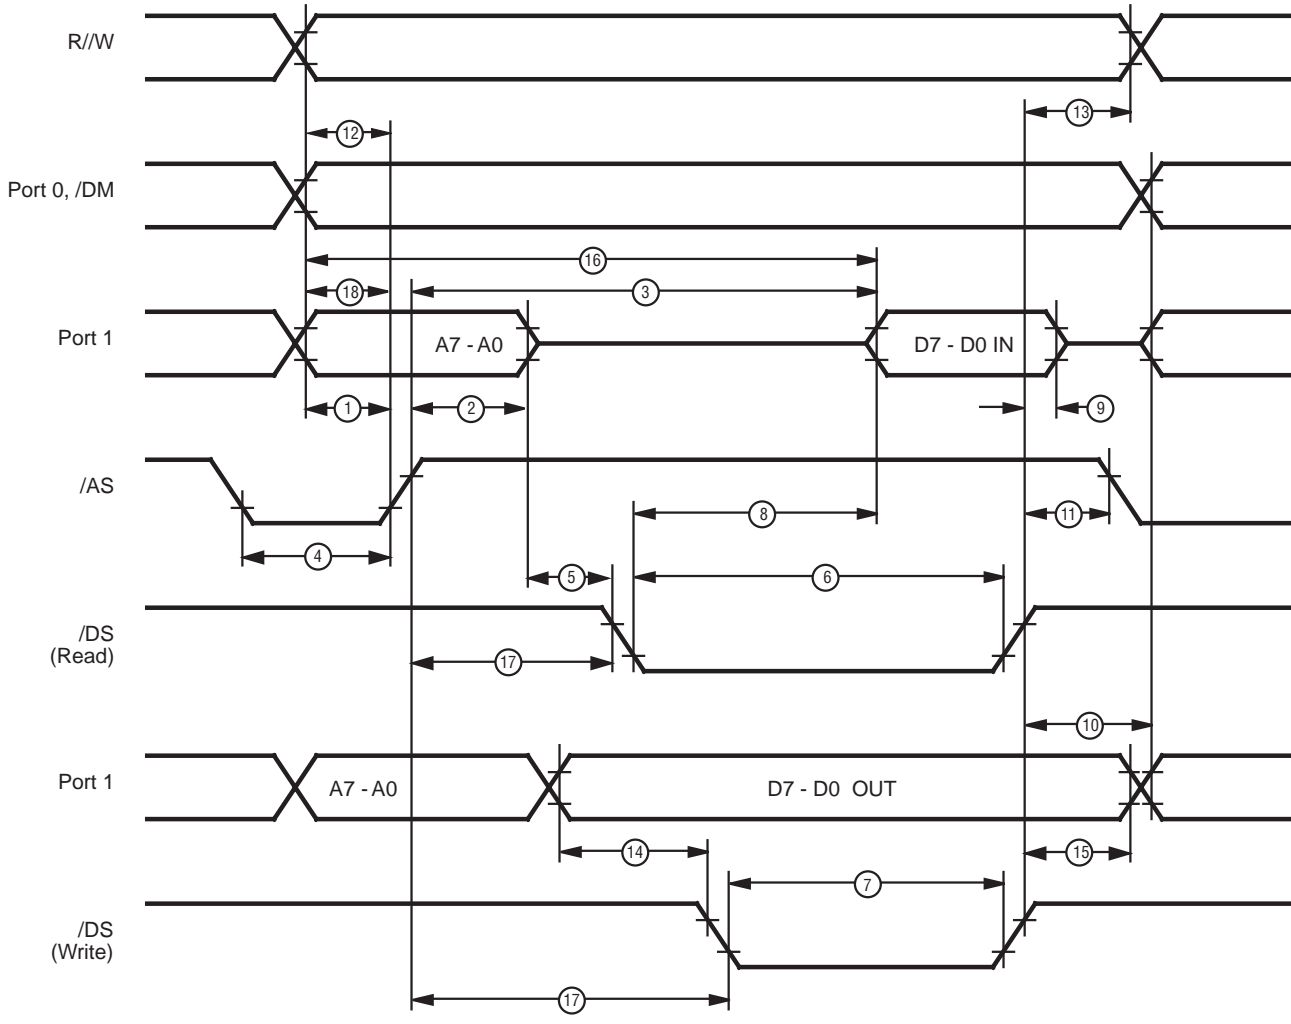 R//W
13
12
Port 0, /DM
16
18
3
Port 1
A7 - A0
D7 - D0 IN
1
2
9
/AS
8
11
4
5
6
/DS
(Read)
17
10
Port 1
A7 - A0
D7 - D0 OUT
14
15
7
/DS
(Write)
17